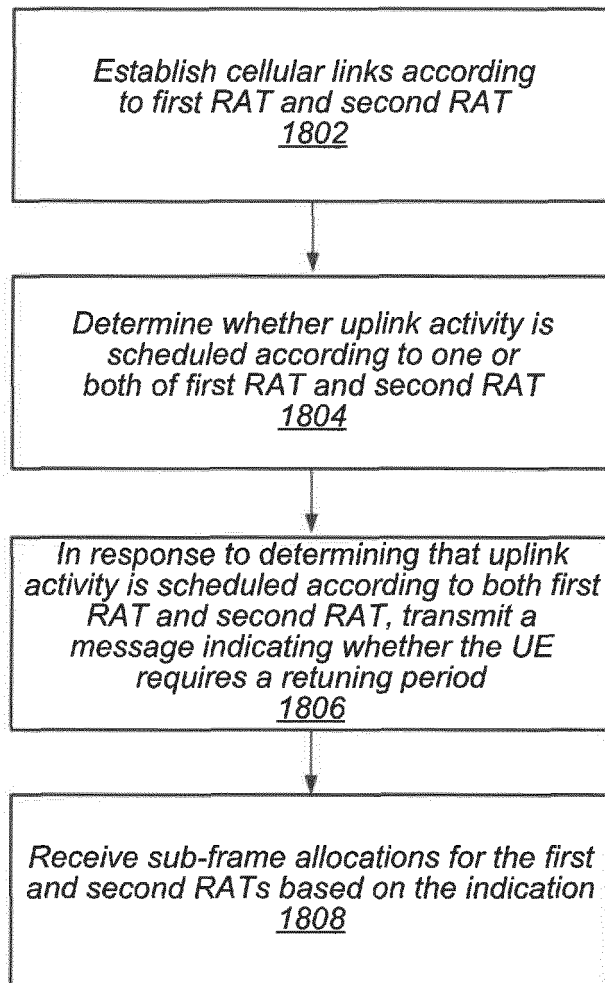 Establish cellular links according
to first RAT and second RAT
1802
Determine whether uplink activity is
scheduled according to one or
both of first RAT and second RAT
1804
In response to determining that uplink
activity is scheduled according to both first
RAT and second RAT, transmit a
message indicating whether the UE
requires a retuning period
1806
Receive sub-frame allocations for the first
and second RATs based on the indication
1808